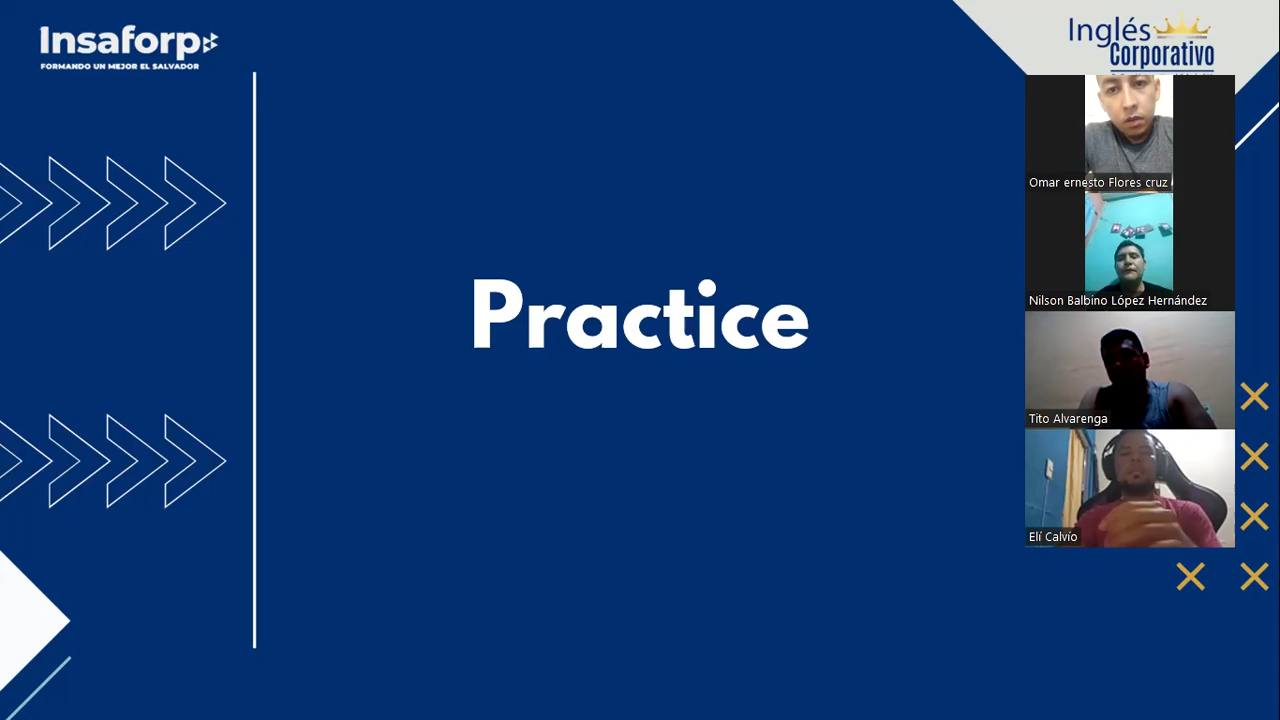 Insaforp
FORMANDO UN MEJOR EL SALVADOR
Inglés
Corporativo
Practice
Omar ernesto Flores cruz
Nilson Balbino López Hernández
Tito Alvarenga
Elí Calvío